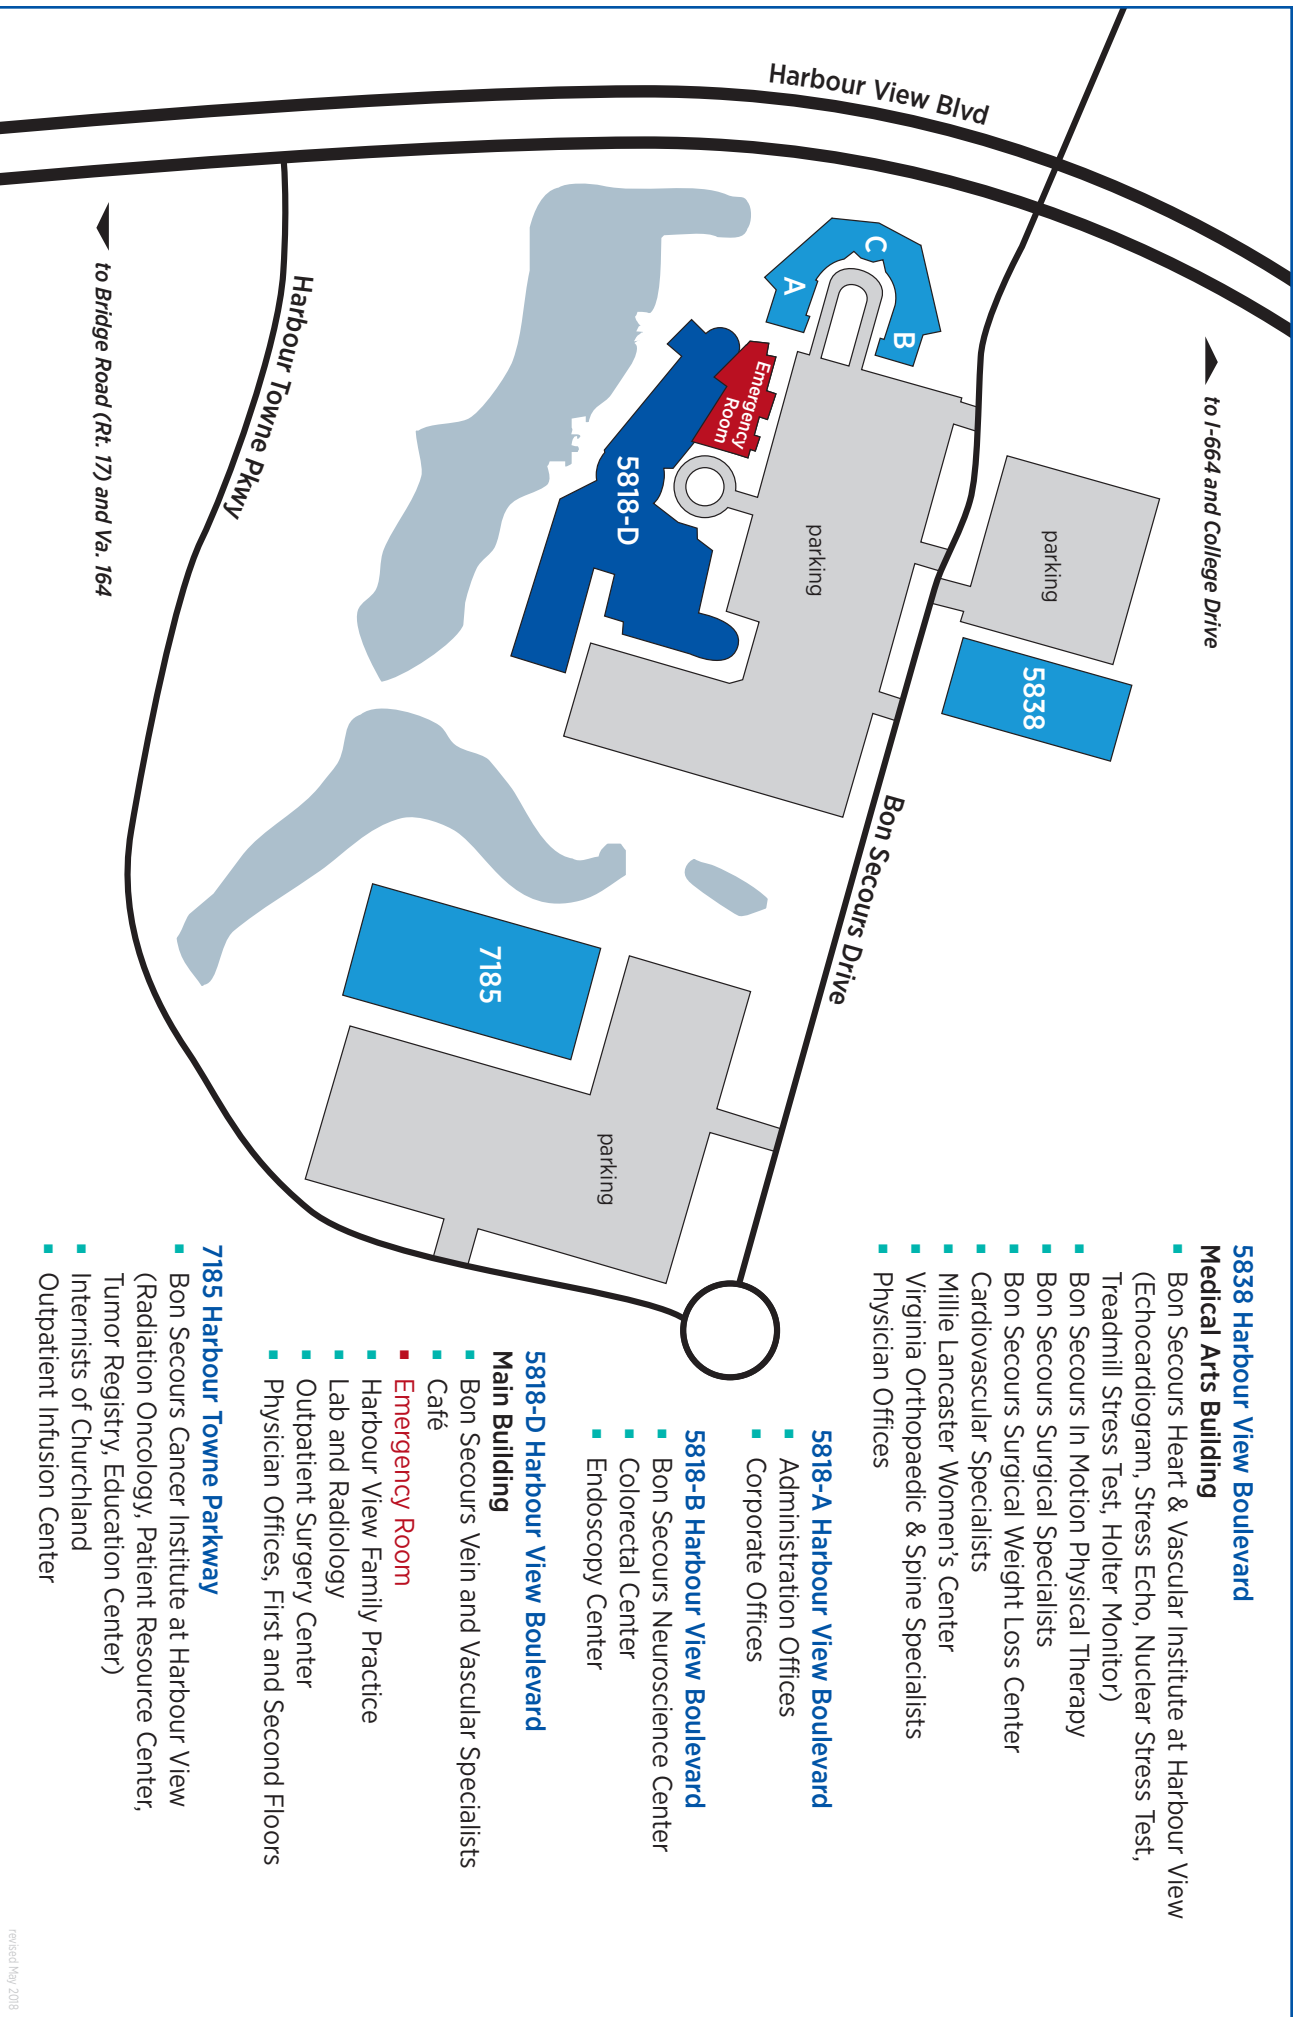 Harbour View Blvd
to I-664 and College Drive
to Bridge Road (Rt. 17) and Va. 164
Harbour Towne Pkwy
Bon Secours Drive
C
A
B
Emergency
Room
5818-D
parking
parking
5838
7185
parking
5838 Harbour View Boulevard
Medical Arts Building
▪ Bon Secours Heart & Vascular Institute at Harbour View
(Echocardiogram, Stress Echo, Nuclear Stress Test,
Treadmill Stress Test, Holter Monitor)
▪ Bon Secours In Motion Physical Therapy
▪ Bon Secours Surgical Specialists
▪ Bon Secours Surgical Weight Loss Center
▪ Cardiovascular Specialists
▪ Millie Lancaster Women's Center
▪ Virginia Orthopaedic & Spine Specialists
▪ Physician Offices
5818-A Harbour View Boulevard
▪ Administration Offices
▪ Corporate Offices
5818-B Harbour View Boulevard
▪ Bon Secours Neuroscience Center
▪ Colorectal Center
▪ Endoscopy Center
5818-D Harbour View Boulevard
Main Building
▪ Bon Secours Vein and Vascular Specialists
▪ Café
▪ Emergency Room
▪ Harbour View Family Practice
▪ Lab and Radiology
▪ Outpatient Surgery Center
▪ Physician Offices, First and Second Floors
7185 Harbour Towne Parkway
▪ Bon Secours Cancer Institute at Harbour View
(Radiation Oncology, Patient Resource Center,
Tumor Registry, Education Center)
▪ Internists of Churchland
▪ Outpatient Infusion Center
revised May 2018